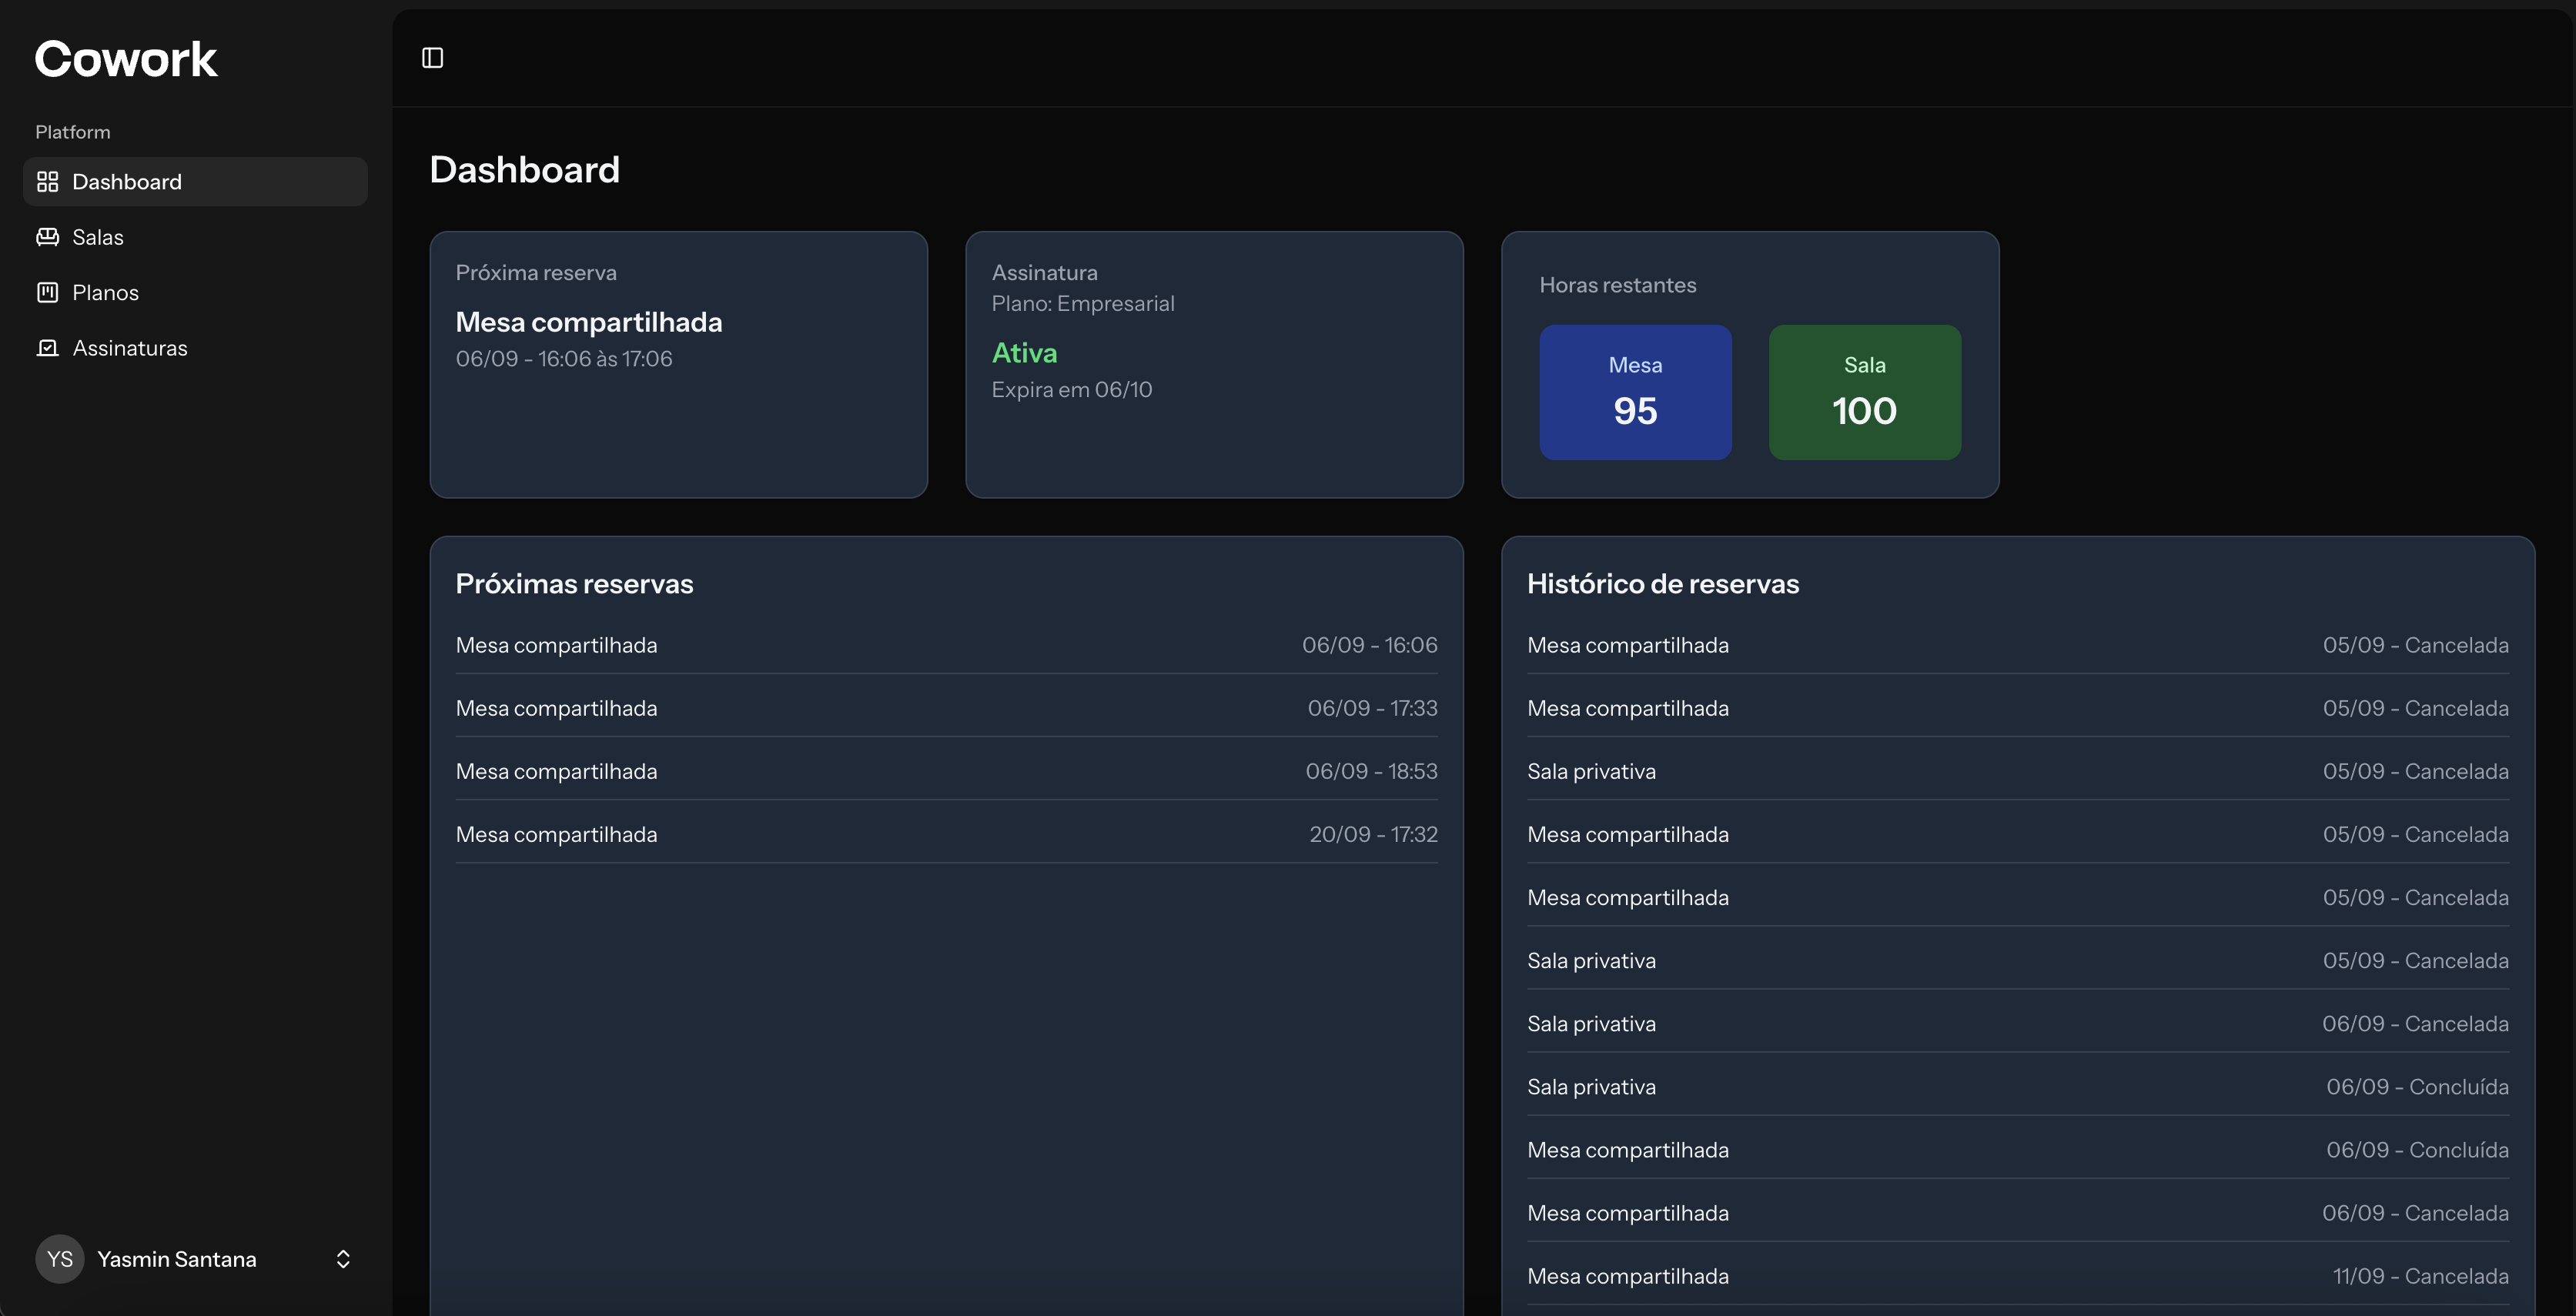 Cowork
Platform
Dashboard
Salas
Planos
Assinaturas
YS Yasmin Santana
Dashboard
Próxima reserva
Mesa compartilhada
06/09 - 16:06 às 17:06
Assinatura
Plano: Empresarial
Ativa
Expira em 06/10
Horas restantes
Mesa
95
Sala
100
Próximas reservas
Mesa compartilhada 06/09 - 16:06
Mesa compartilhada 06/09 - 17:33
Mesa compartilhada 06/09 - 18:53
Mesa compartilhada 20/09 - 17:32
Histórico de reservas
Mesa compartilhada 05/09 - Cancelada
Mesa compartilhada 05/09 - Cancelada
Sala privativa 05/09 - Cancelada
Mesa compartilhada 05/09 - Cancelada
Mesa compartilhada 05/09 - Cancelada
Sala privativa 05/09 - Cancelada
Sala privativa 06/09 - Cancelada
Sala privativa 06/09 - Concluída
Mesa compartilhada 06/09 - Concluída
Mesa compartilhada 06/09 - Cancelada
Mesa compartilhada 11/09 - Cancelada